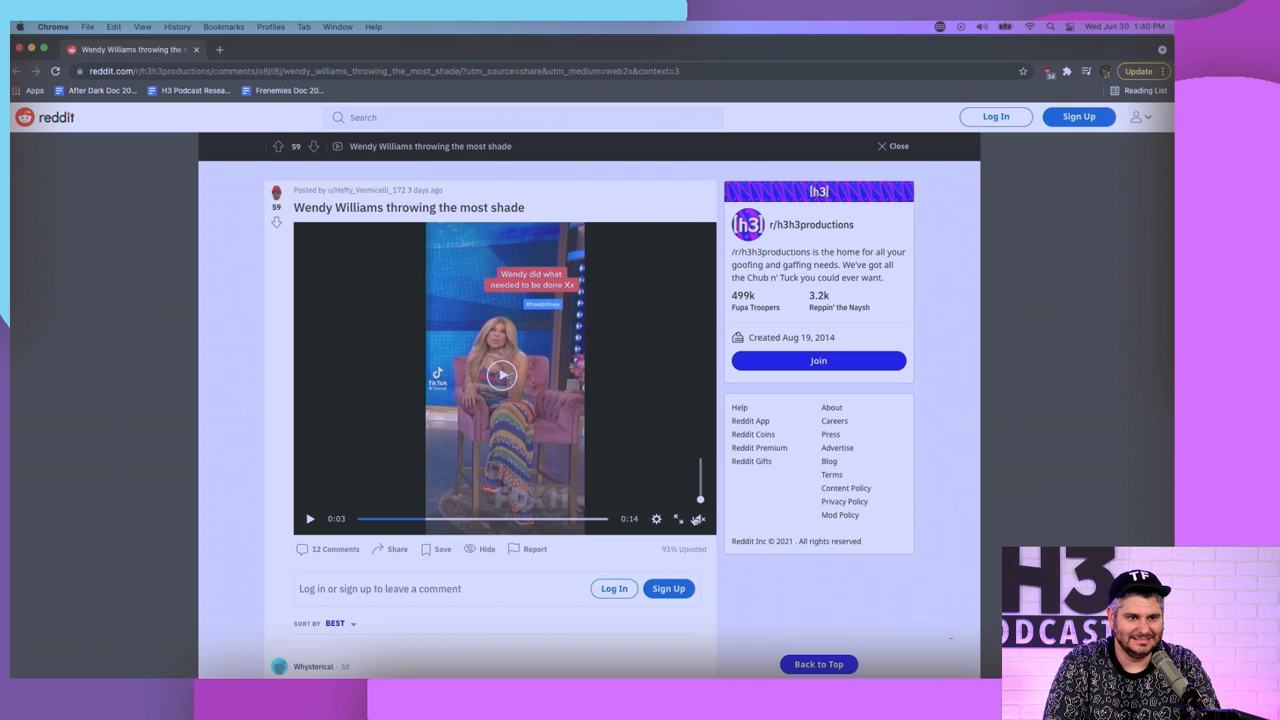 Chrome File Edit View History Bookmarks Profiles Tab Window Help Wed Jun 30 1:40 PM
Wendy Williams throwing the
reddit.com/r/h3h3productions/comments/o8jt8j/wendy_williams_throwing_the_most_shade/?utm_source=share&utm_medium=web2x&context=3
34
Update
Apps After Dark Doc 20... H3 Podcast Resea... Frenemies Doc 20... Reading List
reddit
Search
Log In
Sign Up
59 Wendy Williams throwing the most shade
Close
Posted by u/Hefty_Vermicelli_172 3 days ago
59
Wendy Williams throwing the most shade
Wendy did what
needed to be done Xx
#freebritney
TikTok
0:03
0:14
12 Comments Share Save Hide Report 93% Upvoted
Log in or sign up to leave a comment
Log In
Sign Up
SORT BY BEST
Whysterical · 3d
[h3]
[h3] r/h3h3productions
/r/h3h3productions is the home for all your
goofing and gaffing needs. We've got all
the Chub n' Tuck you could ever want.
499k 3.2k
Fupa Troopers Reppin' the Naysh
Created Aug 19, 2014
Join
Help About
Reddit App Careers
Reddit Coins Press
Reddit Premium Advertise
Reddit Gifts Blog
Terms
Content Policy
Privacy Policy
Mod Policy
Reddit Inc © 2021 . All rights reserved
Back to Top
H3
ODCAS
TF